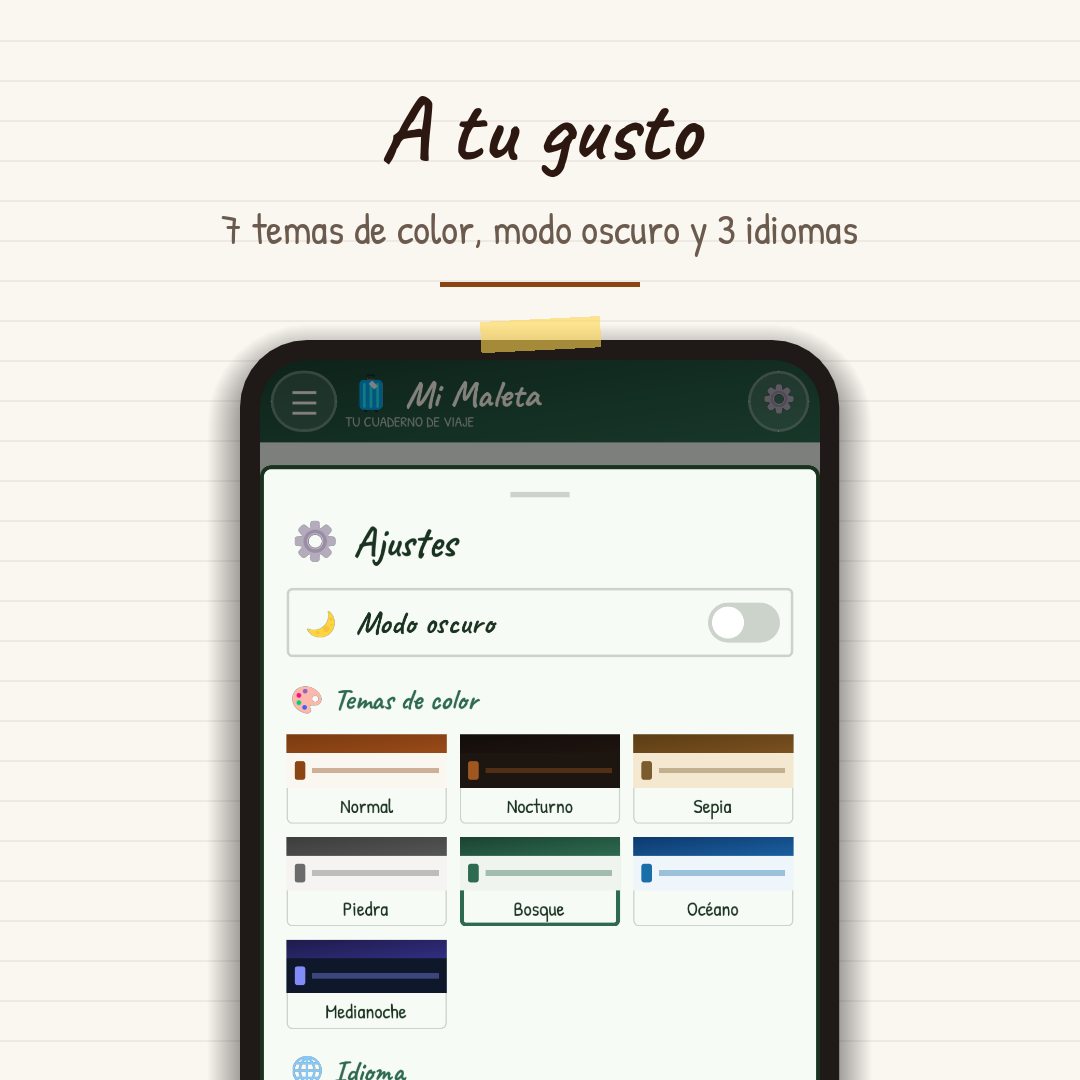 A tu gusto
7 temas de color, modo oscuro y 3 idiomas
Mi Maleta
TU CUADERNO DE VIAJE
Ajustes
Modo oscuro
Temas de color
Normal Nocturno Sepia
Piedra Bosque Océano
Medianoche
Idioma